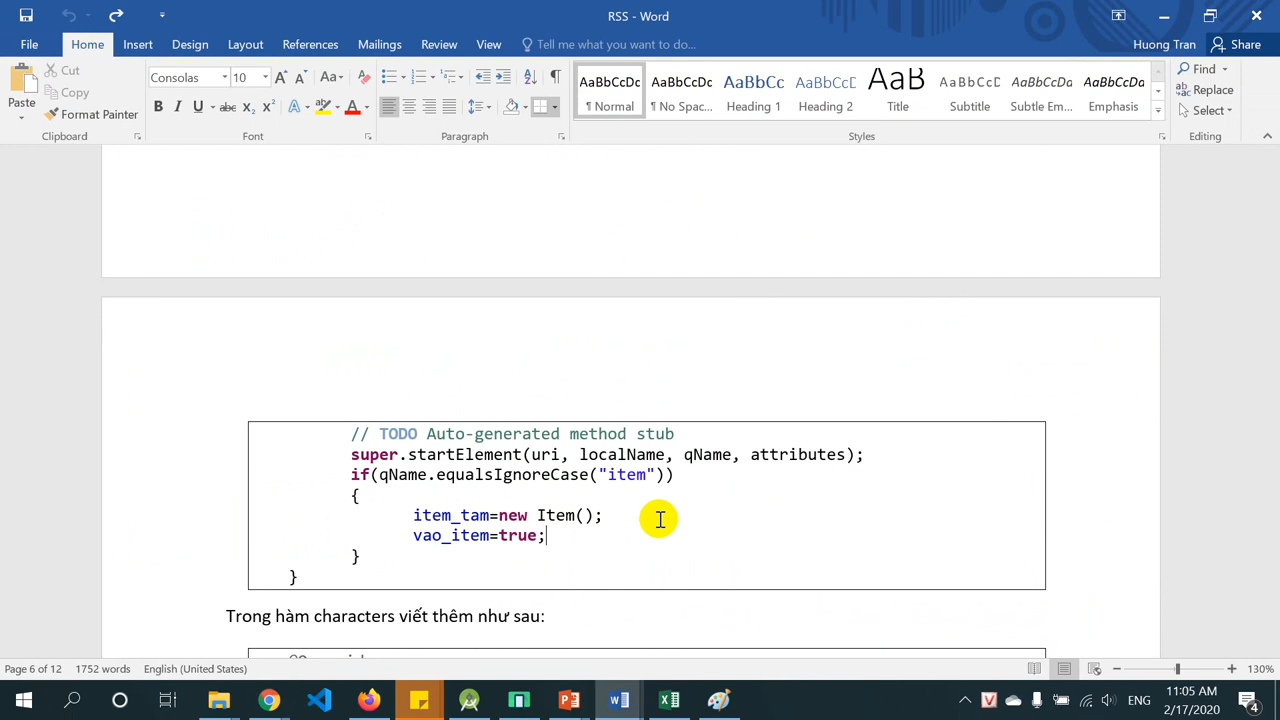 RSS - Word
File Home Insert Design Layout References Mailings Review View Tell me what you want to do... Huong Tran Share
Paste
Cut
Copy
Format Painter
Consolas 10
AaBbCcDc AaBbCcDc AaBbCc AaBbCcD AaB AaBbCcD AaBbCcDc AaBbCcDc
¶ Normal ¶ No Spac... Heading 1 Heading 2 Title Subtitle Subtle Em... Emphasis
Find
Replace
Select
Clipboard Font Paragraph Styles Editing
// TODO Auto-generated method stub
super.startElement(uri, localName, qName, attributes);
if(qName.equalsIgnoreCase("item"))
{
item_tam=new Item();
vao_item=true;
}
}
Trong hàm characters viết thêm như sau:
Page 6 of 12 1752 words English (United States) 130%
ENG 11:05 AM
2/17/2020
4